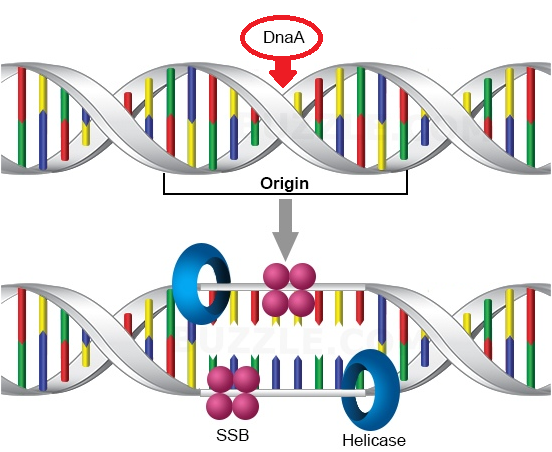 DnaA
Origin
SSB
Helicase